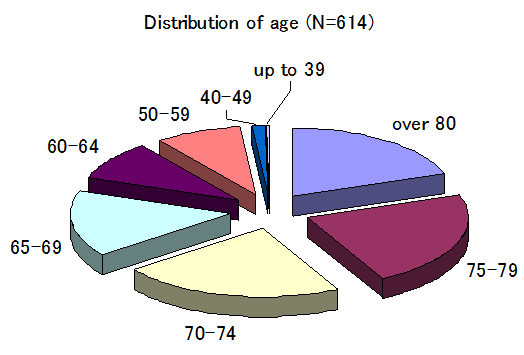 Distribution of age (N=614)
up to 39
40-49
50-59
over 80
60-64
65-69
75-79
70-74